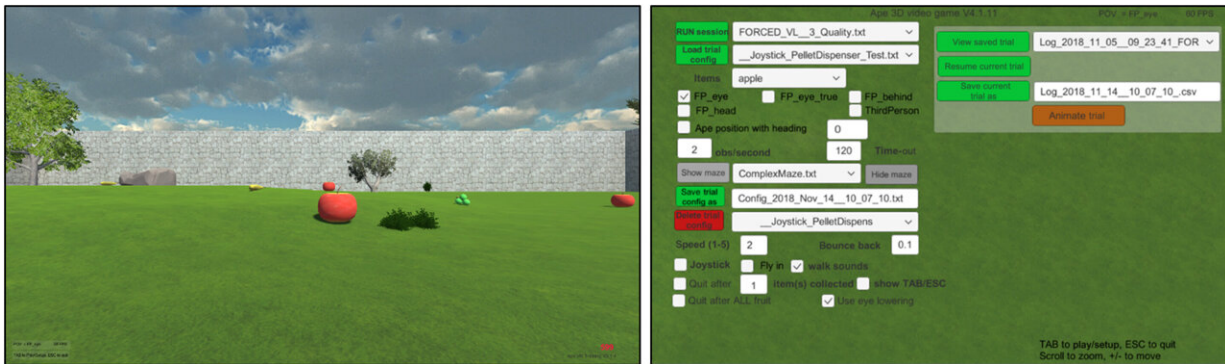 Ape 3D video game V4.1.11
FOV_= FP_eye
60 FPS
RUN session
FORCED_VL__3_Quality.txt
Load trial config
__Joystick_PelletDispenser_Test.txt
Items
apple
FP_eye
FP_eye_true
FP_behind
FP_head
ThirdPerson
Ape position with heading
0
2
obs/second
120
Time-out
Show maze
ComplexMaze.txt
Hide maze
Save trial config as
Config_2018_Nov_14__10_07_10.txt
Delete trial config
__Joystick_PelletDispens
Speed (1-5)
2
Bounce back
0.1
Joystick
Fly in
walk sounds
Quit after
1
item(s) collected
show TAB/ESC
Quit after ALL fruit
Use eye lowering
View saved trial
Log_2018_11_05__09_23_41_FOR
Resume current trial
Save current trial as
Log_2018_11_14__10_07_10_.csv
Animate trial
TAB to play/setup, ESC to quit
Scroll to zoom, +/- to move